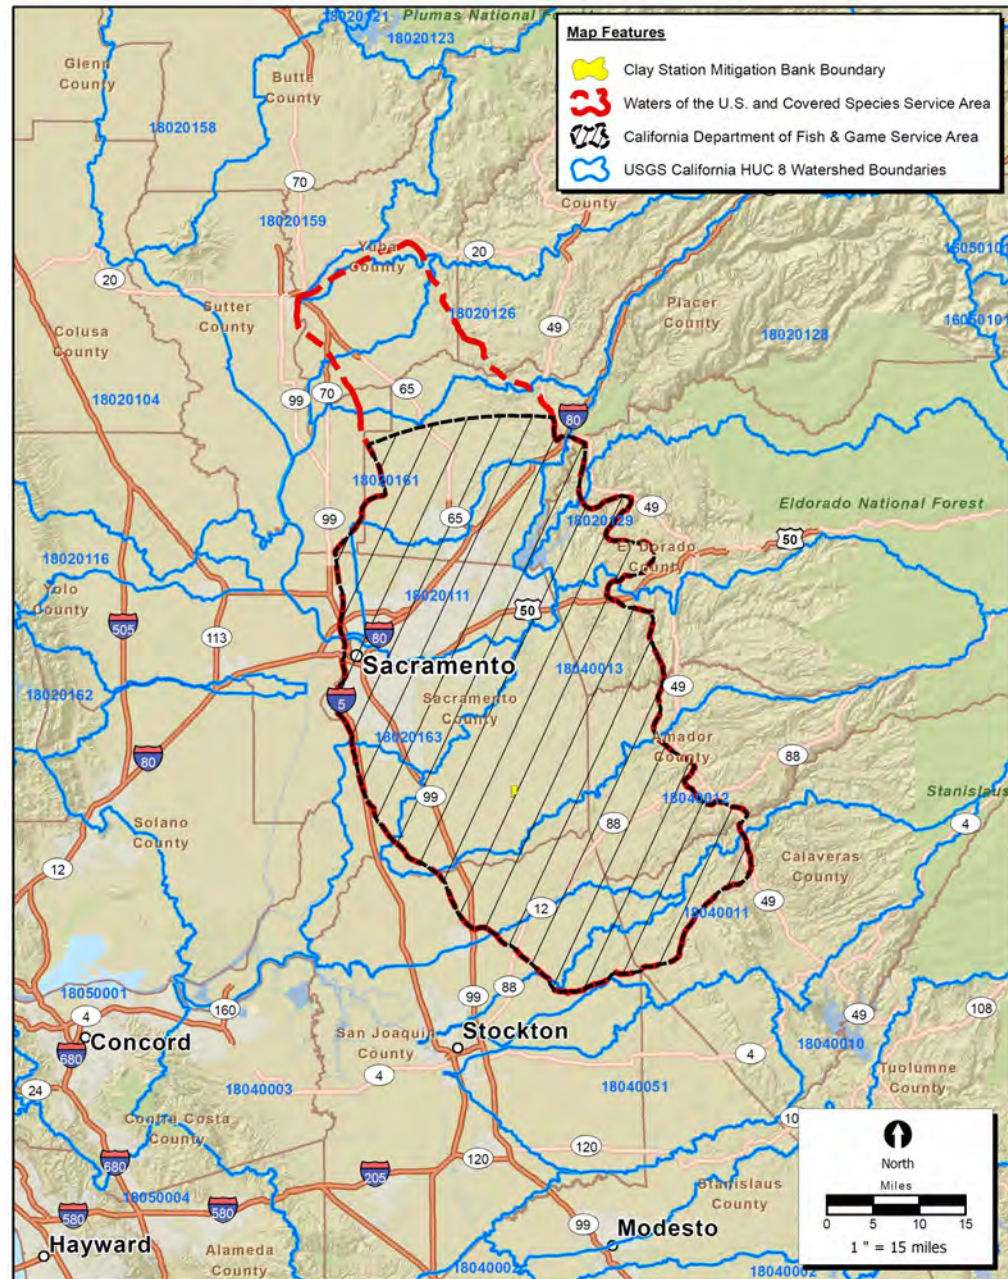 18020121
Plumas National Forest
18020123
Glenn
County
Butte
County
18020158
70
18020159
Map Features
Clay Station Mitigation Bank Boundary
Waters of the U.S. and Covered Species Service Area
California Department of Fish & Game Service Area
USGS California HUC 8 Watershed Boundaries
County
20
Yuba
County
20
Sutter
County
18020126
49
Placer
County
18020128
16050101
16050101
Colusa
County
18020104
99
70
65
80
18020161
99
65
18020129
49
Eldorado National Forest
El Dorado
County
50
18020116
Yolo
County
505
113
18020111
80
50
Sacramento
18040013
18020162
5
Sacramento
County
49
18020163
Amador
County
88
80
99
18040012
Stanislaus
Solano
County
88
4
12
Calaveras
County
12
18040011
49
18050001
160
99
88
4
Concord
680
San Joaquin
County
Stockton
49
108
18040010
4
4
24
18040003
18040051
Tuolumne
County
Contra Costa
County
10
680
120
120
205
18050004
580
580
Stanislaus
County
99
Hayward
Alameda
County
Modesto
18040002
18040002
North
Miles
0 5 10 15
1 " = 15 miles